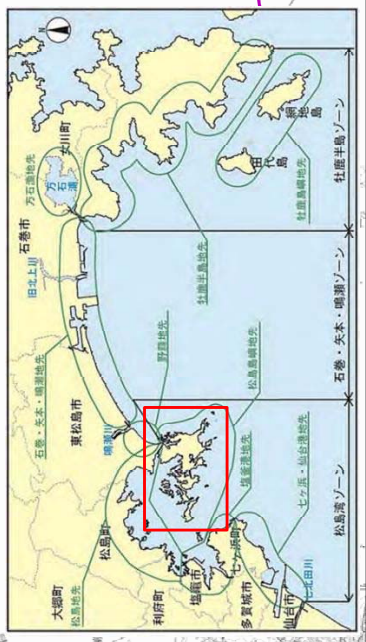 女川町
万石浦地先
万石浦
石巻市
旧北上川
網地島
田代島
牡鹿島嶼地先
牡鹿半島地先
牡鹿半島ゾーン
石巻・矢本・鳴瀬地先
東松島市
鳴瀬川
野蒜地先
石巻・矢本・鳴瀬ゾーン
大郷町
松島地先
松島町
利府町
塩竈市
七ヶ浜町
多賀城市
仙台市
七北田川
松島島嶼地先
塩釜港地先
七ヶ浜・仙台港地先
松島湾ゾーン